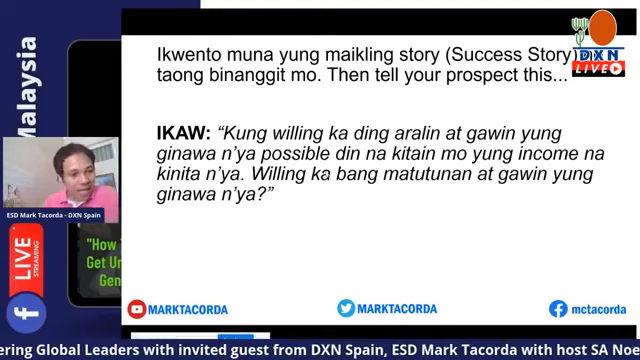 Ikwento muna yung maikling story (Success Story)
taong binanggit mo. Then tell your prospect this...
DXN
LIVE
IKAW: “Kung willing ka ding aralin at gawin yung
ginawa n’ya possible din na kitain mo yung income na
kinita n’ya. Willing ka bang matutunan at gawin yung
ginawa n’ya?”
Malaysia
ESD Mark Tacorda - DXN Spain
LIVE
STREAMING
f
"How
Get
Gen
MARKTACORDA
MARKTACORDA
mctacorda
ering Global Leaders with invited guest from DXN Spain, ESD Mark Tacorda with host SA Noe